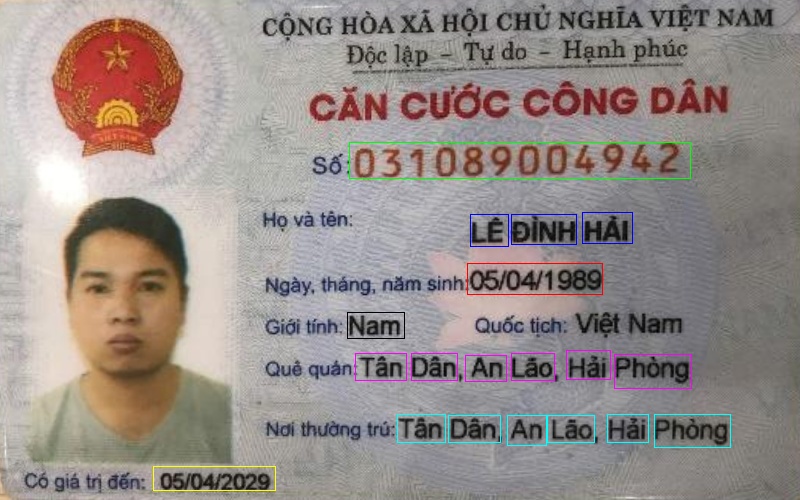 CỘNG HÒA XÃ HỘI CHỦ NGHĨA VIỆT NAM
Độc lập – Tự do – Hạnh phúc
CĂN CƯỚC CÔNG DÂN
Số: 031089004942
Họ và tên: LÊ ĐÌNH HẢI
Ngày, tháng, năm sinh: 05/04/1989
Giới tính: Nam Quốc tịch: Việt Nam
Quê quán: Tân Dân, An Lão, Hải Phòng
Nơi thường trú: Tân Dân, An Lão, Hải Phòng
Có giá trị đến: 05/04/2029